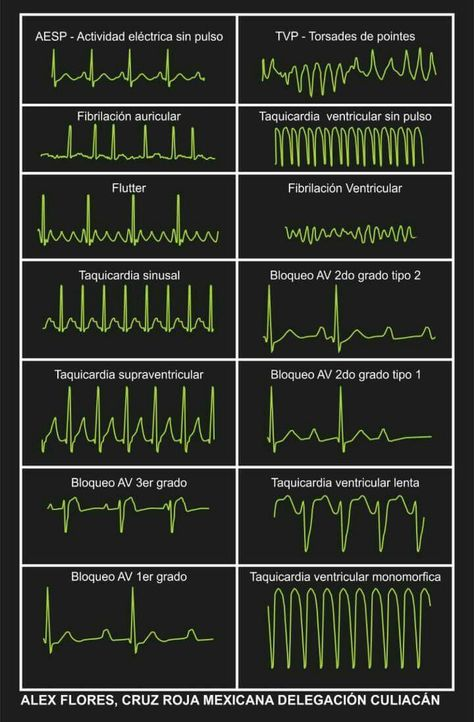 AESP - Actividad eléctrica sin pulso
TVP - Torsades de pointes
Fibrilación auricular
Taquicardia ventricular sin pulso
Flutter
Fibrilación Ventricular
Taquicardia sinusal
Bloqueo AV 2do grado tipo 2
Taquicardia supraventricular
Bloqueo AV 2do grado tipo 1
Bloqueo AV 3er grado
Taquicardia ventricular lenta
Bloqueo AV 1er grado
Taquicardia ventricular monomorfica
ALEX FLORES, CRUZ ROJA MEXICANA DELEGACIÓN CULIACÁN